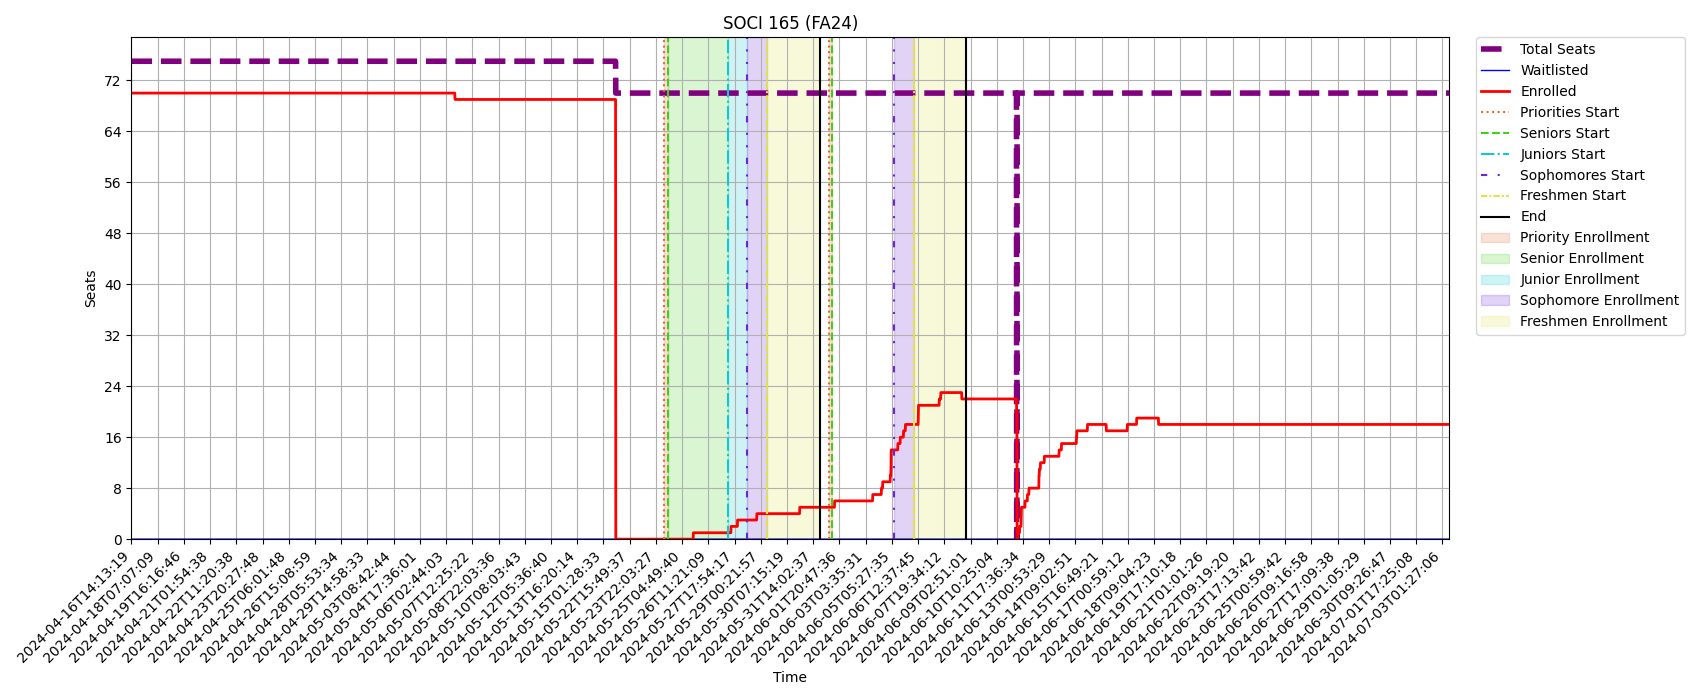 SOCI 165 (FA24)
Total Seats
Waitlisted
Enrolled
Priorities Start
Seniors Start
Juniors Start
Sophomores Start
Freshmen Start
End
Priority Enrollment
Senior Enrollment
Junior Enrollment
Sophomore Enrollment
Freshmen Enrollment
Seats
72
64
56
48
40
32
24
16
8
0
2024-04-16T14:13:19
2024-04-18T07:07:09
2024-04-19T16:16:46
2024-04-21T01:54:38
2024-04-22T11:20:38
2024-04-23T20:27:48
2024-04-25T06:01:48
2024-04-26T15:08:59
2024-04-28T05:53:34
2024-04-29T14:58:33
2024-05-03T08:42:44
2024-05-04T17:36:01
2024-05-06T02:44:03
2024-05-07T12:25:22
2024-05-08T22:03:36
2024-05-10T08:03:43
2024-05-12T05:36:40
2024-05-13T16:20:14
2024-05-15T01:28:33
2024-05-22T15:49:37
2024-05-23T22:03:27
2024-05-25T04:49:40
2024-05-26T11:21:09
2024-05-27T17:54:17
2024-05-29T00:21:57
2024-05-30T07:15:19
2024-05-31T14:02:37
2024-06-01T20:47:36
2024-06-03T03:35:31
2024-06-05T05:27:35
2024-06-06T12:37:45
2024-06-07T19:34:12
2024-06-09T02:51:01
2024-06-10T10:25:04
2024-06-11T17:36:34
2024-06-13T00:53:29
2024-06-14T09:02:51
2024-06-15T16:49:21
2024-06-17T00:59:12
2024-06-18T09:04:23
2024-06-19T17:10:18
2024-06-21T01:01:26
2024-06-22T09:19:20
2024-06-23T17:13:42
2024-06-25T00:59:42
2024-06-26T09:16:58
2024-06-27T17:09:38
2024-06-29T01:05:29
2024-06-30T09:26:47
2024-07-01T17:25:08
2024-07-03T01:27:06
Time